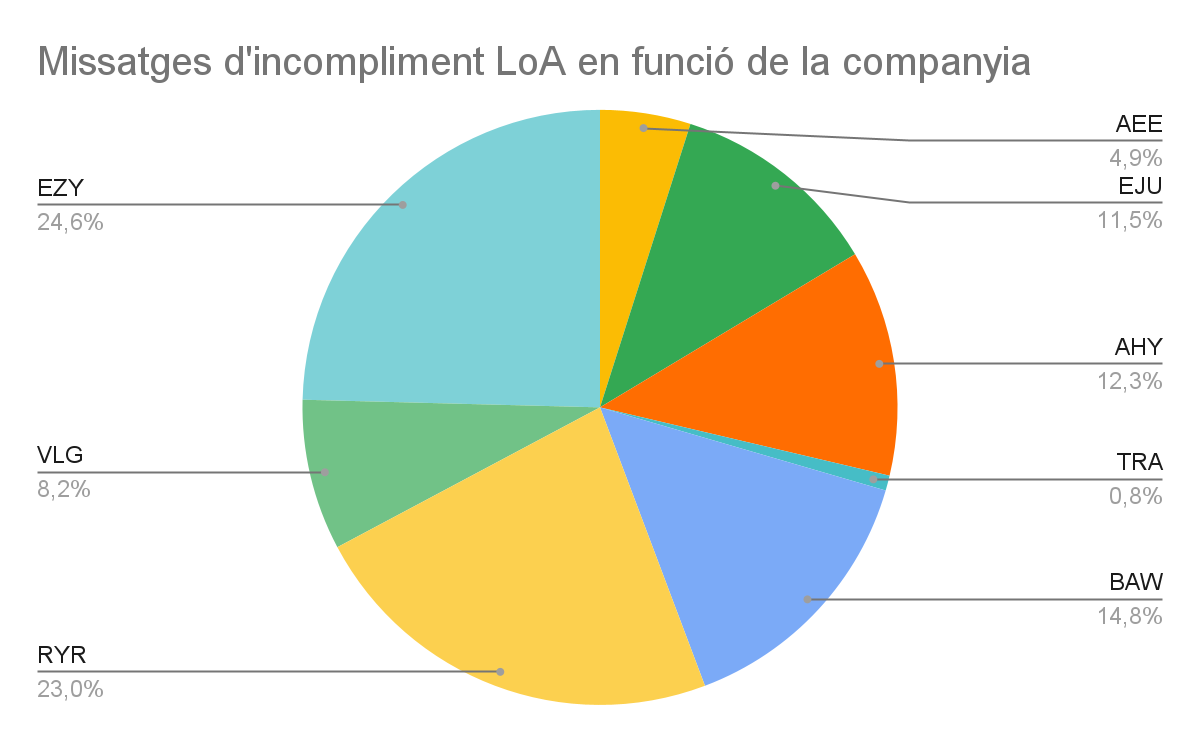 Missatges d'incompliment LoA en funció de la companyia
AEE
4,9%
EJU
11,5%
AHY
12,3%
TRA
0,8%
BAW
14,8%
EZY
24,6%
VLG
8,2%
RYR
23,0%